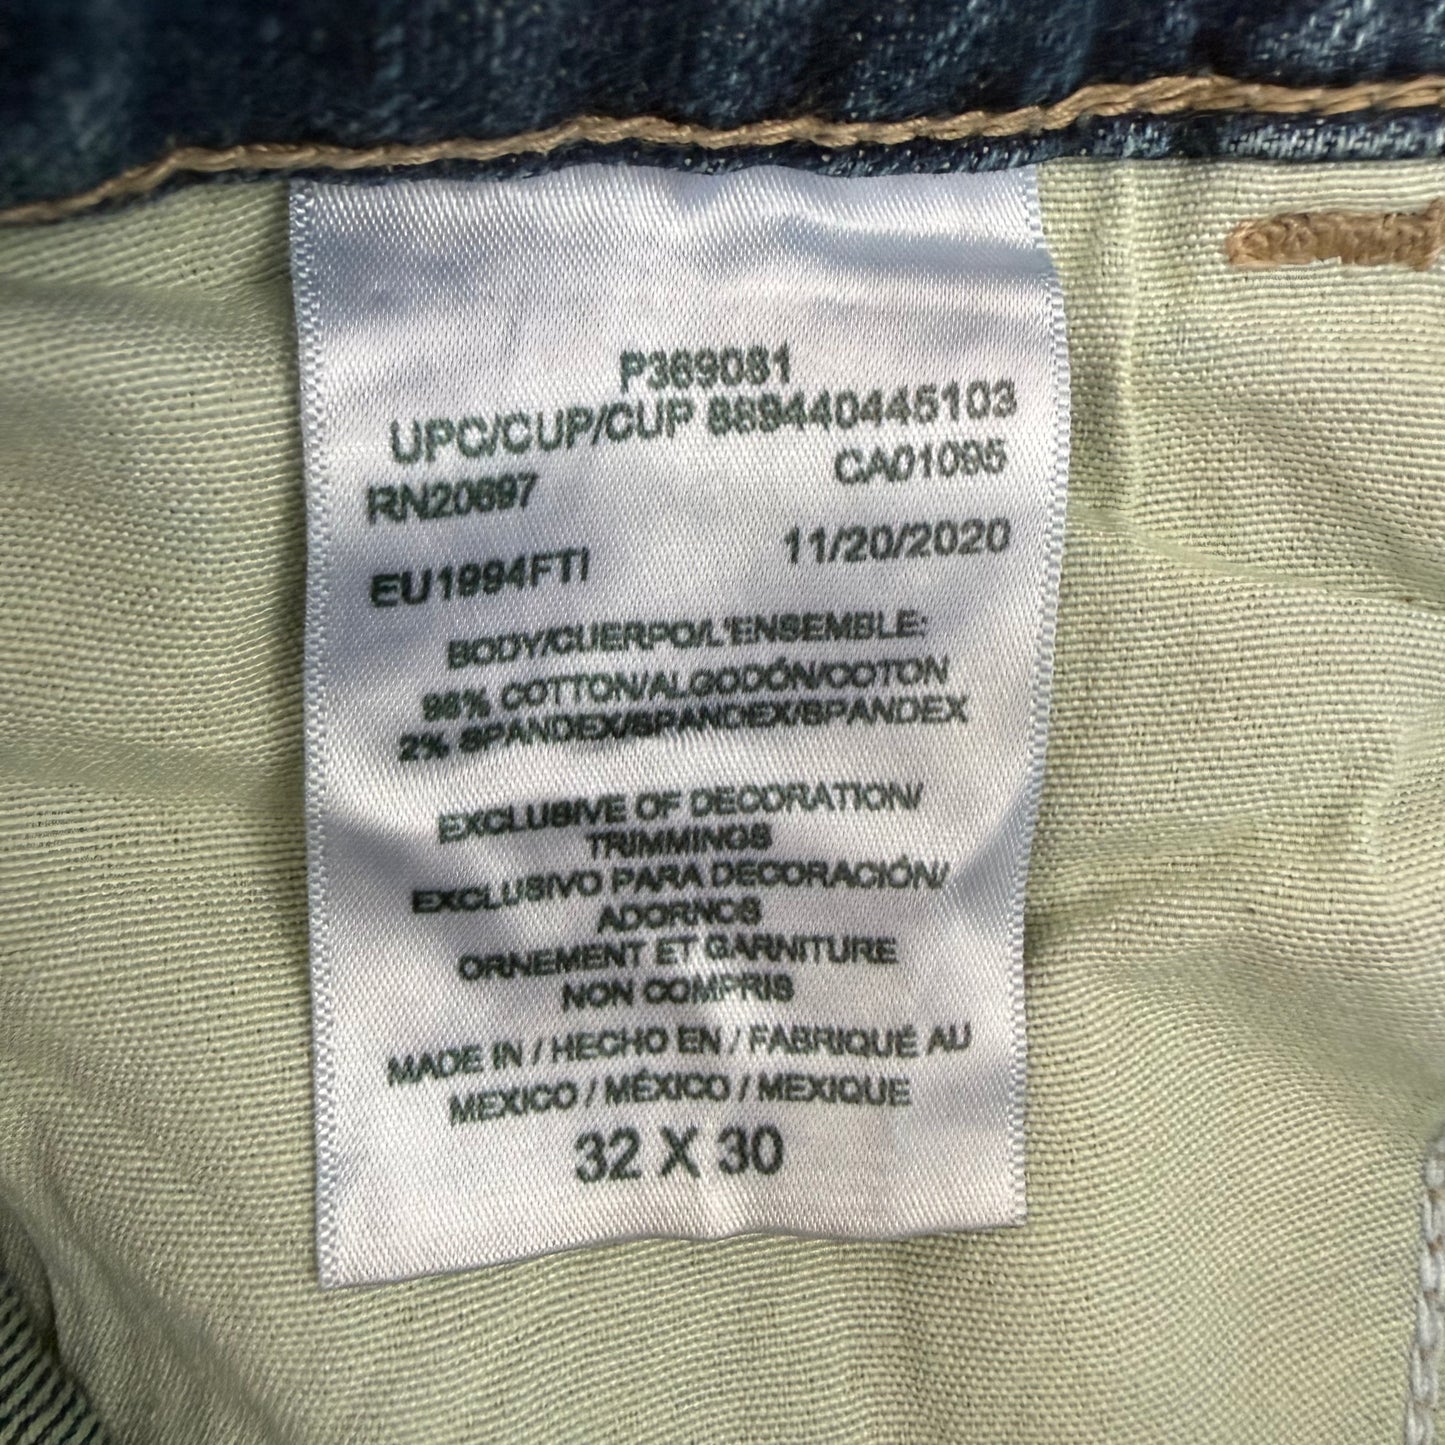 P369081
UPC/CUP/CUP 889440445103
RN20697 CA01095
EU1994FTI 11/20/2020
BODY/CUERPO/L'ENSEMBLE:
98% COTTON/ALGODÓN/COTON
2% SPANDEX/SPANDEX/SPANDEX
EXCLUSIVE OF DECORATION/
TRIMMINGS
EXCLUSIVO PARA DECORACIÓN/
ADORNOS
ORNEMENT ET GARNITURE
NON COMPRIS
MADE IN / HECHO EN / FABRIQUÉ AU
MEXICO / MÉXICO / MEXIQUE
32 X 30